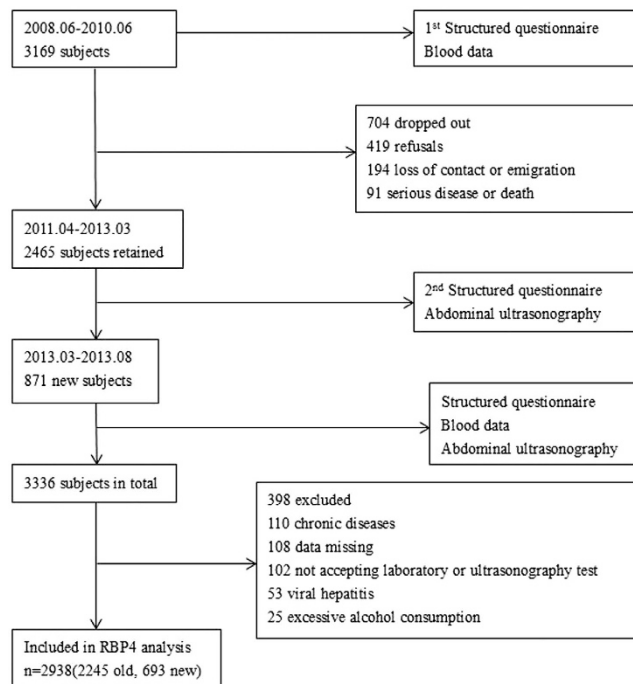 2008.06-2010.06
3169 subjects
1st Structured questionnaire
Blood data
704 dropped out
419 refusals
194 loss of contact or emigration
91 serious disease or death
2011.04-2013.03
2465 subjects retained
2nd Structured questionnaire
Abdominal ultrasonography
2013.03-2013.08
871 new subjects
Structured questionnaire
Blood data
Abdominal ultrasonography
3336 subjects in total
398 excluded
110 chronic diseases
108 data missing
102 not accepting laboratory or ultrasonography test
53 viral hepatitis
25 excessive alcohol consumption
Included in RBP4 analysis
n=2938(2245 old, 693 new)